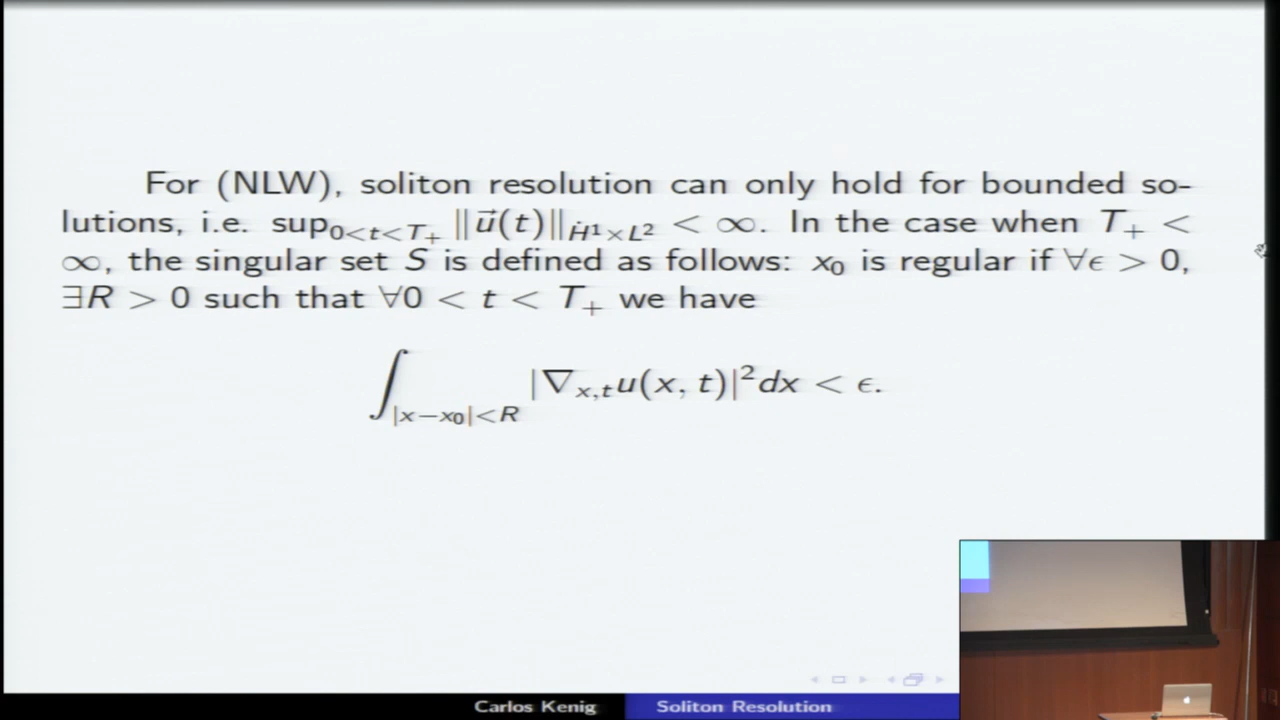 For (NLW), soliton resolution can only hold for bounded so-
lutions, i.e. sup_{0<t<T_+} ‖u⃗(t)‖_{Ḣ¹×L²} < ∞. In the case when T_+ <
∞, the singular set S is defined as follows: x₀ is regular if ∀ϵ > 0,
∃R > 0 such that ∀0 < t < T_+ we have
∫_{|x−x₀|<R} |∇_{x,t}u(x, t)|²dx < ϵ.
Carlos Kenig Soliton Resolution